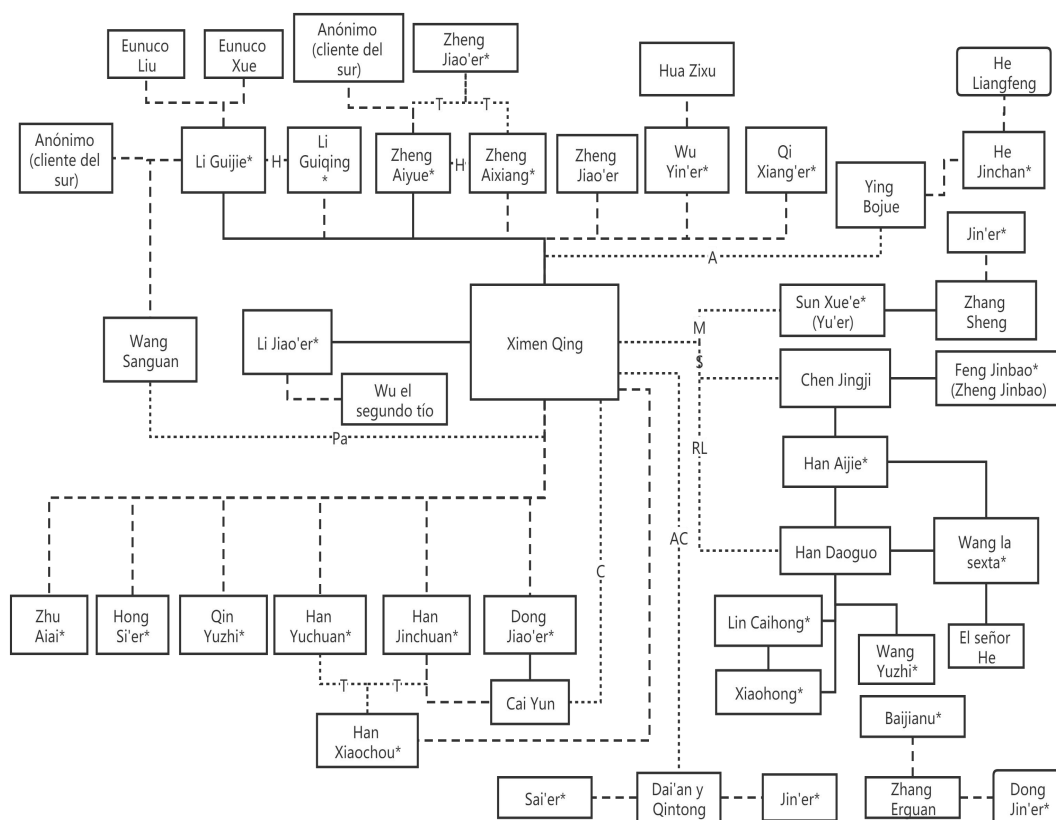 Eunuco
Liu
Eunuco
Xue
Anónimo
(cliente del
sur)
Zheng
Jiao'er*
Hua Zixu
He
Liangfeng
Anónimo
(cliente del
sur)
Li Guijie*
H
Li
Guiqing
*
Zheng
Aiyue*
H
Zheng
Aixiang*
T
T
Zheng
Jiao'er
Wu
Yin'er*
Qi
Xiang'er*
Ying
Bojue
He
Jinchan*
A
Jin'er*
Wang
Sanguan
Li Jiao'er*
Wu el
segundo tío
Ximen Qing
M
S
RL
Sun Xue'e*
(Yu'er)
Zhang
Sheng
Chen Jingji
Feng Jinbao*
(Zheng Jinbao)
Pa
Han Aijie*
AC
C
Han Daoguo
Wang la
sexta*
Zhu
Aiai*
Hong
Si'er*
Qin
Yuzhi*
Han
Yuchuan*
Han
Jinchuan*
Dong
Jiao'er*
Lin Caihong*
Wang
Yuzhi*
El señor
He
T
T
Cai Yun
Xiaohong*
Han
Xiaochou*
Baijianu*
Sai'er*
Dai'an y
Qintong
Jin'er*
Zhang
Erquan
Dong
Jin'er*